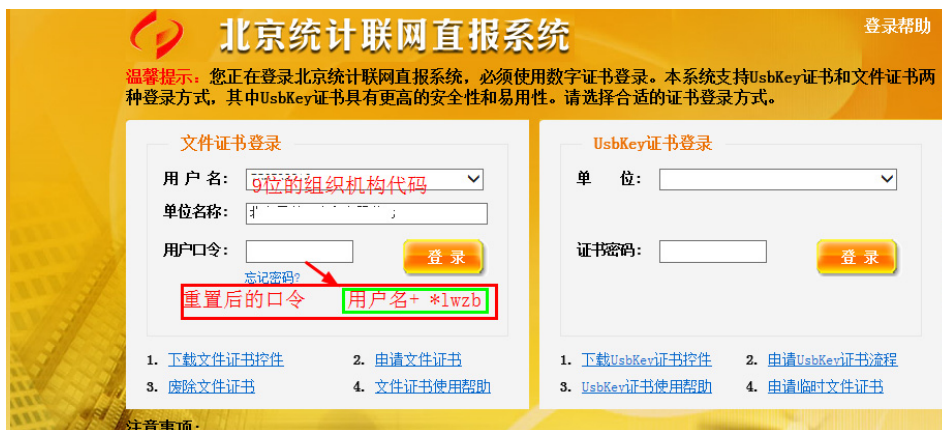 北京统计联网直报系统
登录帮助
温馨提示：您正在登录北京统计联网直报系统，必须使用数字证书登录。本系统支持UsbKey证书和文件证书两
种登录方式，其中UsbKey证书具有更高的安全性和易用性。请选择合适的证书登录方式。
文件证书登录
用 户 名：
9位的组织机构代码
单位名称：
用户口令：
登 录
忘记密码?
重置后的口令 用户名+ *lwzb
1. 下载文件证书控件 2. 申请文件证书
3. 废除文件证书 4. 文件证书使用帮助
UsbKey证书登录
单 位：
证书密码：
登 录
1. 下载UsbKey证书控件 2. 申请UsbKey证书流程
3. UsbKey证书使用帮助 4. 申请临时文件证书
注意事项：